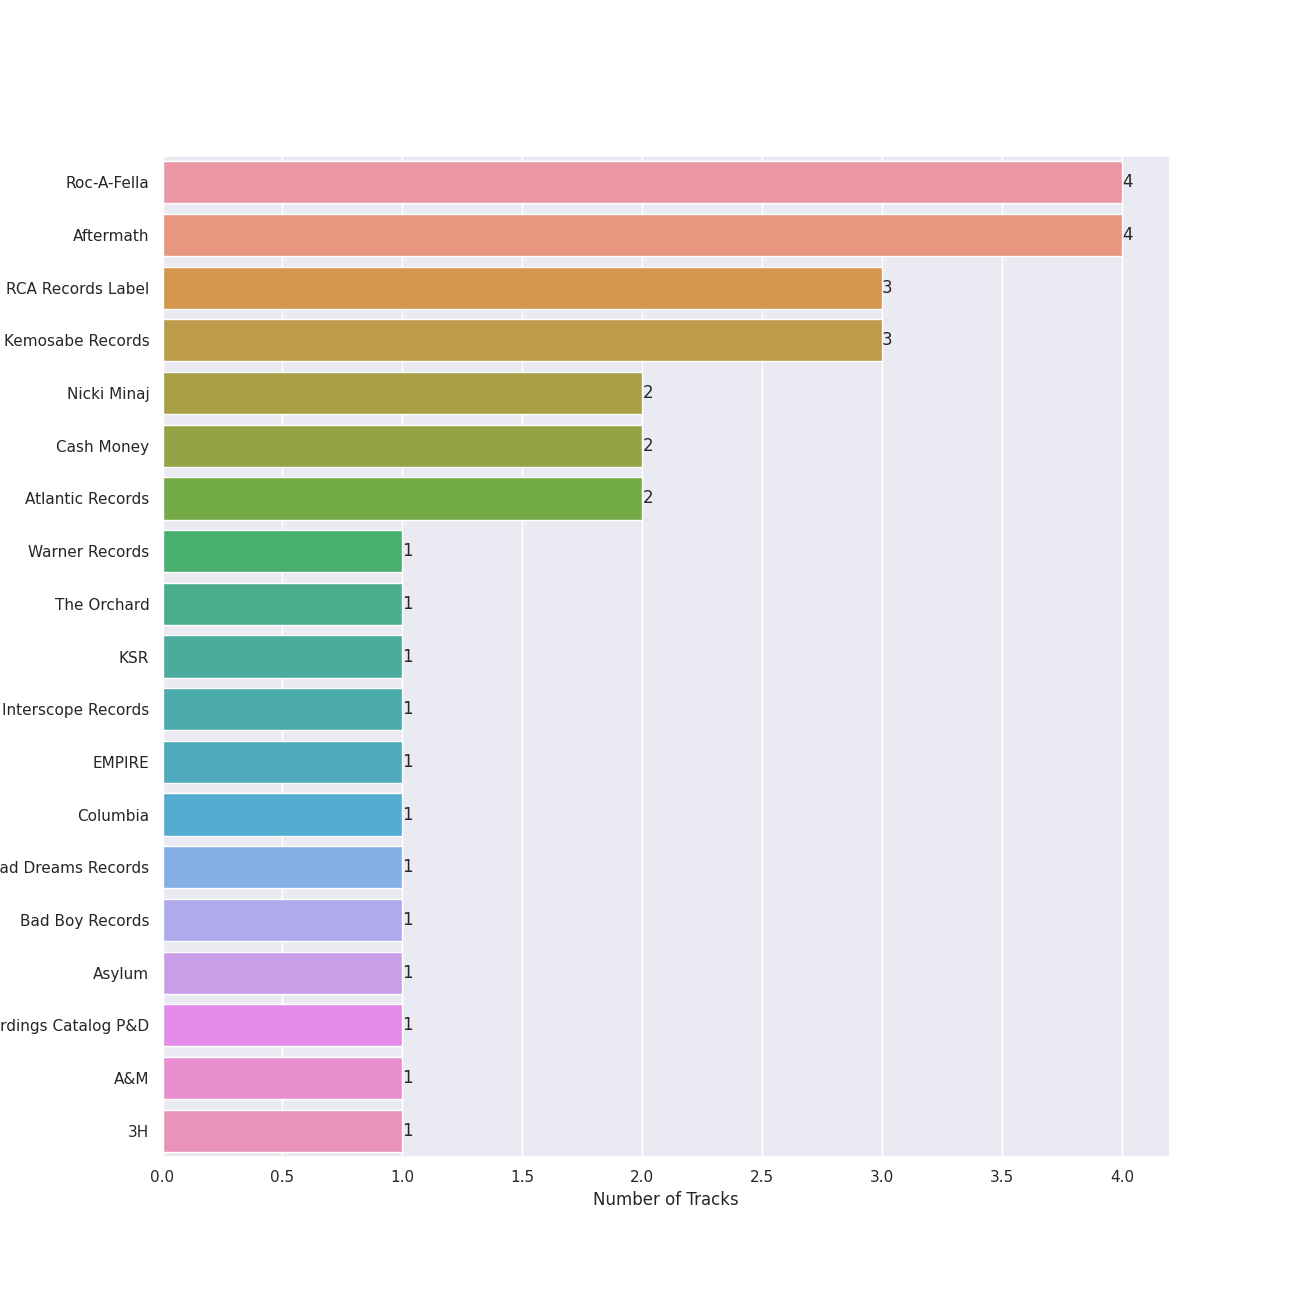 Roc-A-Fella 4
Aftermath 4
RCA Records Label 3
Kemosabe Records 3
Nicki Minaj 2
Cash Money 2
Atlantic Records 2
Warner Records 1
The Orchard 1
KSR 1
Interscope Records 1
EMPIRE 1
Columbia 1
Dreams Records 1
Bad Boy Records 1
Asylum 1
Catalog P&D 1
A&M 1
3H 1
0.0 0.5 1.0 1.5 2.0 2.5 3.0 3.5 4.0
Number of Tracks